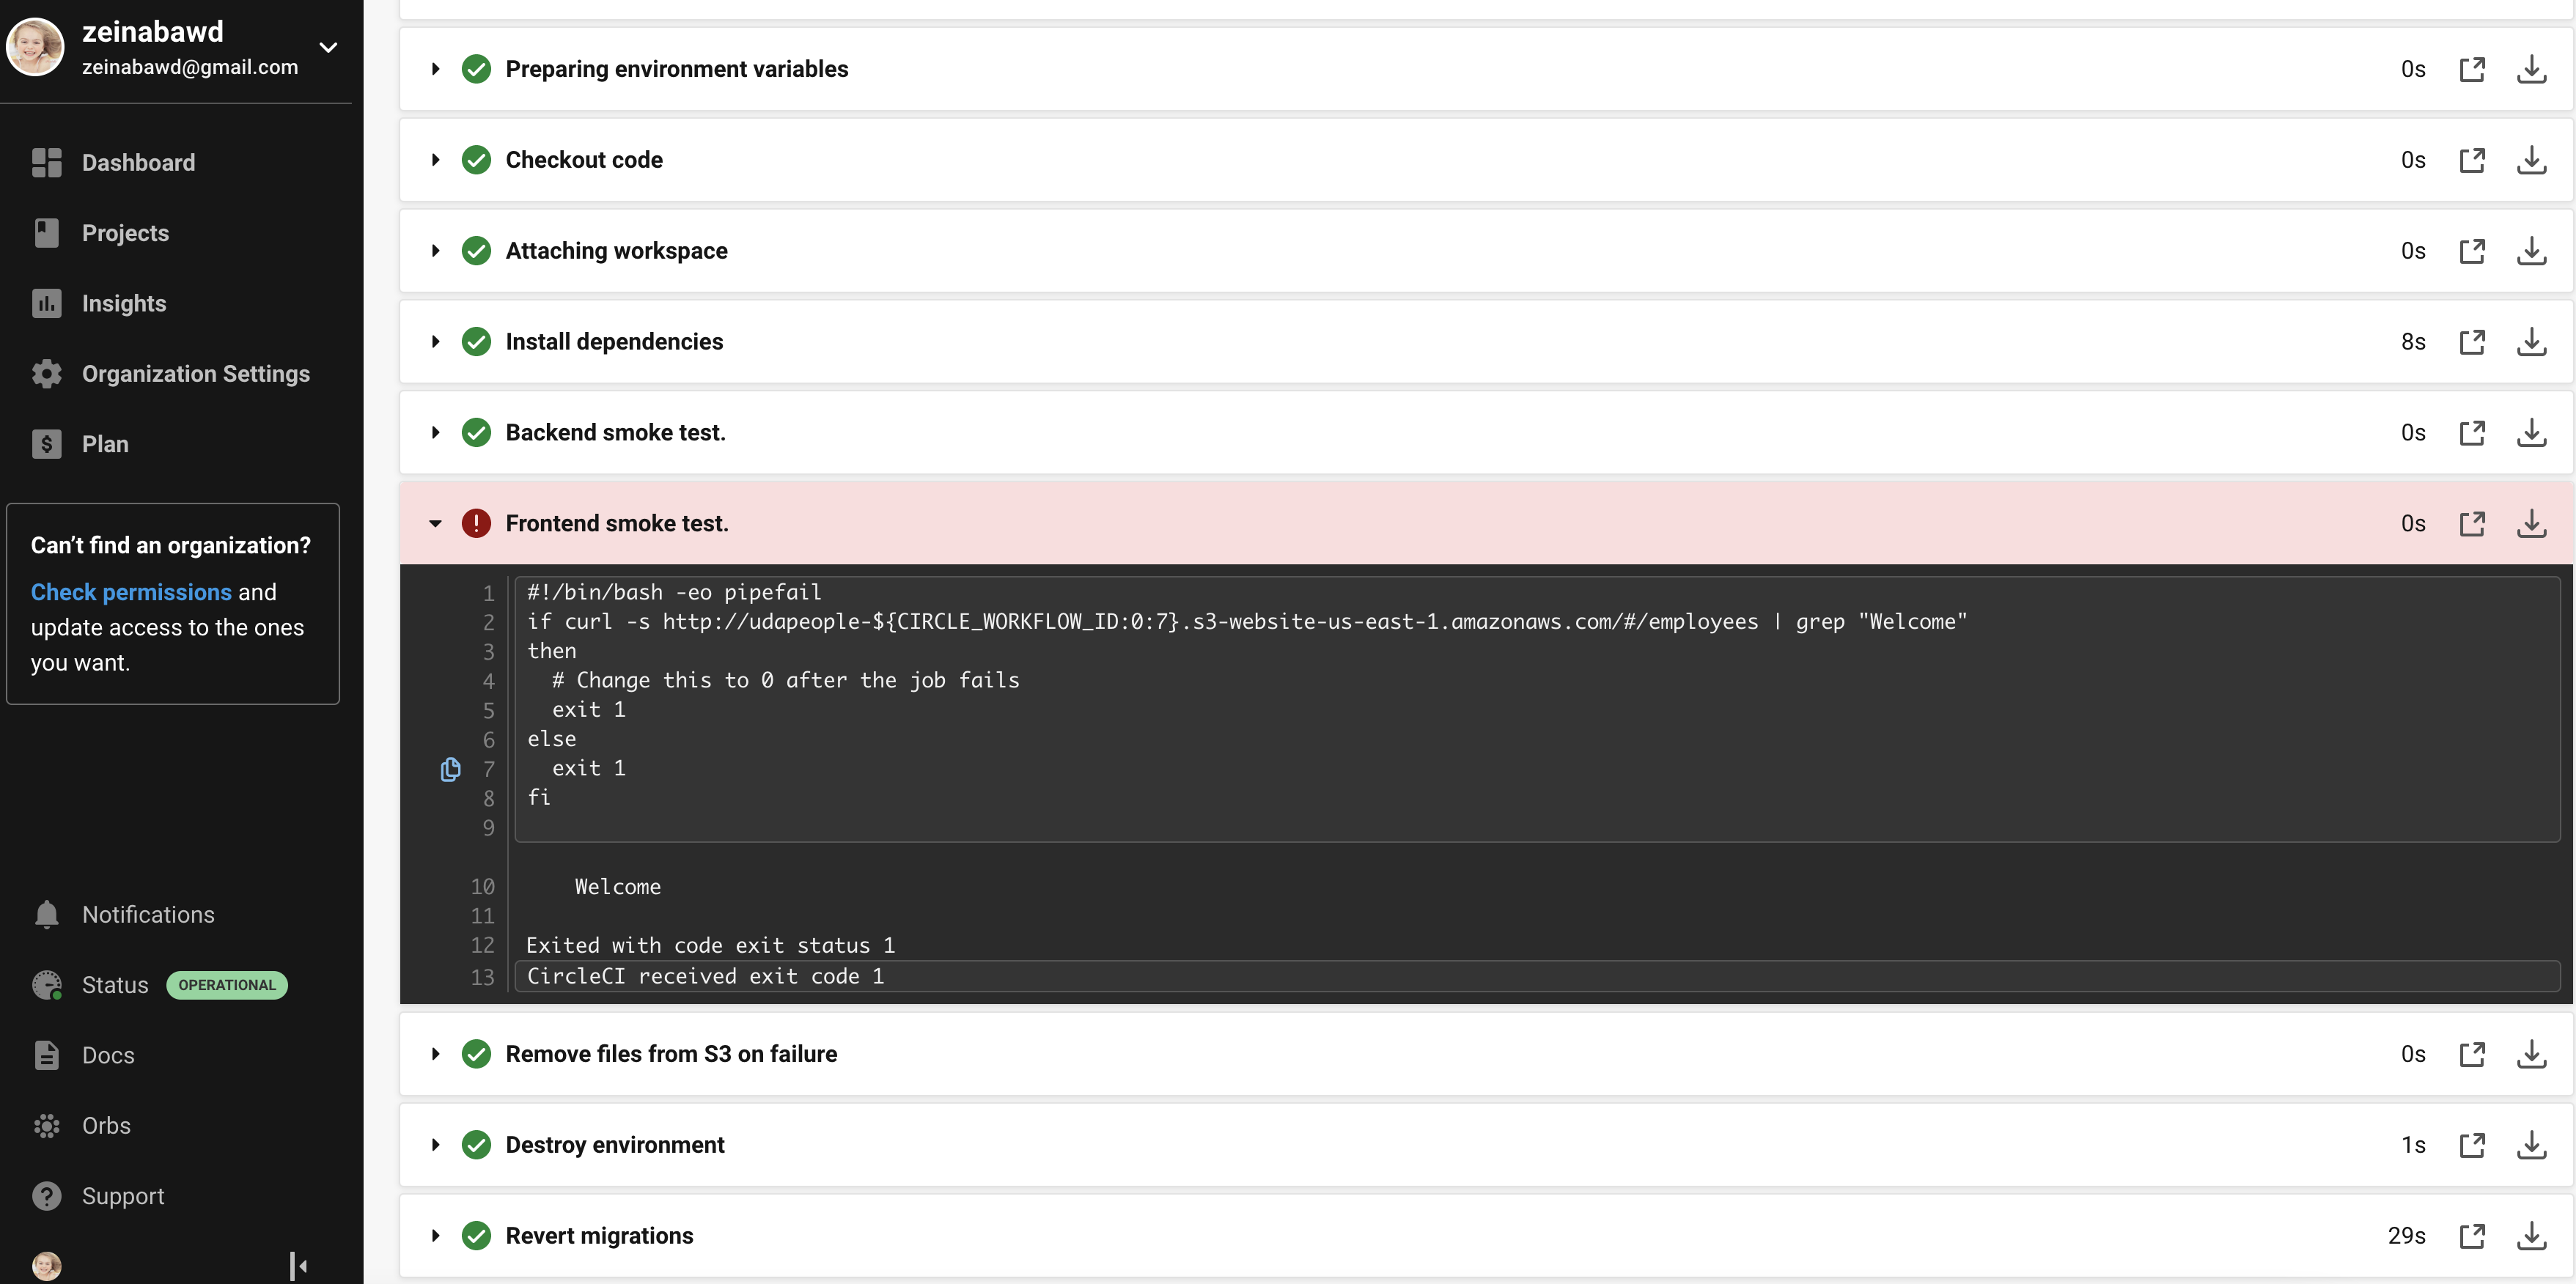 zeinabawd
zeinabawd@gmail.com
Dashboard
Projects
Insights
Organization Settings
Plan
Can’t find an organization?
Check permissions and
update access to the ones
you want.
Notifications
Status OPERATIONAL
Docs
Orbs
Support
Preparing environment variables 0s
Checkout code 0s
Attaching workspace 0s
Install dependencies 8s
Backend smoke test. 0s
Frontend smoke test. 0s
1 #!/bin/bash -eo pipefail
2 if curl -s http://udapeople-${CIRCLE_WORKFLOW_ID:0:7}.s3-website-us-east-1.amazonaws.com/#/employees | grep "Welcome"
3 then
4 # Change this to 0 after the job fails
5 exit 1
6 else
7 exit 1
8 fi
9
10 Welcome
11
12 Exited with code exit status 1
13 CircleCI received exit code 1
Remove files from S3 on failure 0s
Destroy environment 1s
Revert migrations 29s